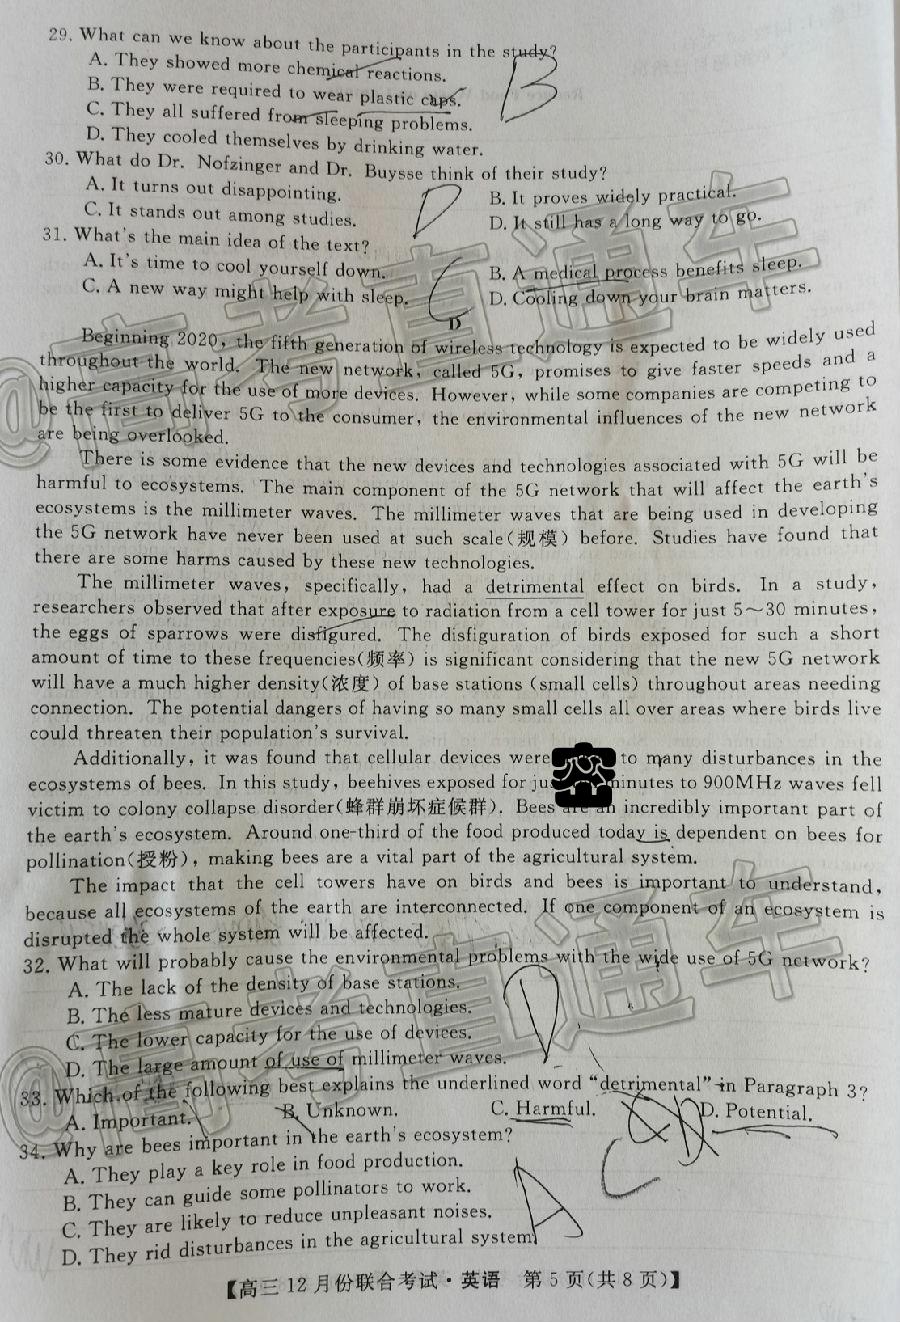 29. What can we know about the participants in the study?
A. They showed more chemical reactions.
B. They were required to wear plastic caps.
C. They all suffered from sleeping problems.
D. They cooled themselves by drinking water.
B
30. What do Dr. Nofzinger and Dr. Buysse think of their study?
A. It turns out disappointing. B. It proves widely practical.
C. It stands out among studies. D. It still has a long way to go.
D
31. What's the main idea of the text?
A. It's time to cool yourself down. B. A medical process benefits sleep.
C. A new way might help with sleep. D. Cooling down your brain matters.
C
D
Beginning 2020, the fifth generation of wireless technology is expected to be widely used
throughout the world. The new network, called 5G, promises to give faster speeds and a
higher capacity for the use of more devices. However, while some companies are competing to
be the first to deliver 5G to the consumer, the environmental influences of the new network
are being overlooked.
There is some evidence that the new devices and technologies associated with 5G will be
harmful to ecosystems. The main component of the 5G network that will affect the earth's
ecosystems is the millimeter waves. The millimeter waves that are being used in developing
the 5G network have never been used at such scale(规模) before. Studies have found that
there are some harms caused by these new technologies.
The millimeter waves, specifically, had a detrimental effect on birds. In a study,
researchers observed that after exposure to radiation from a cell tower for just 5～30 minutes,
the eggs of sparrows were disfigured. The disfiguration of birds exposed for such a short
amount of time to these frequencies(频率) is significant considering that the new 5G network
will have a much higher density(浓度) of base stations (small cells) throughout areas needing
connection. The potential dangers of having so many small cells all over areas where birds live
could threaten their population's survival.
Additionally, it was found that cellular devices were to many disturbances in the
ecosystems of bees. In this study, beehives exposed for minutes to 900MHz waves fell
victim to colony collapse disorder(蜂群崩坏症候群). Bees are an incredibly important part of
the earth's ecosystem. Around one-third of the food produced today is dependent on bees for
pollination(授粉), making bees are a vital part of the agricultural system.
The impact that the cell towers have on birds and bees is important to understand,
because all ecosystems of the earth are interconnected. If one component of an ecosystem is
disrupted the whole system will be affected.
32. What will probably cause the environmental problems with the wide use of 5G network?
A. The lack of the density of base stations.
B. The less mature devices and technologies.
C. The lower capacity for the use of devices.
D. The large amount of use of millimeter waves.
D
33. Which of the following best explains the underlined word “detrimental” in Paragraph 3?
A. Important. B. Unknown. C. Harmful. D. Potential.
C
34. Why are bees important in the earth's ecosystem?
A. They play a key role in food production.
B. They can guide some pollinators to work.
C. They are likely to reduce unpleasant noises.
D. They rid disturbances in the agricultural system.
A
【高三12月份联合考试·英语 第5页(共8页)】
@高考直通车
@高考直通车